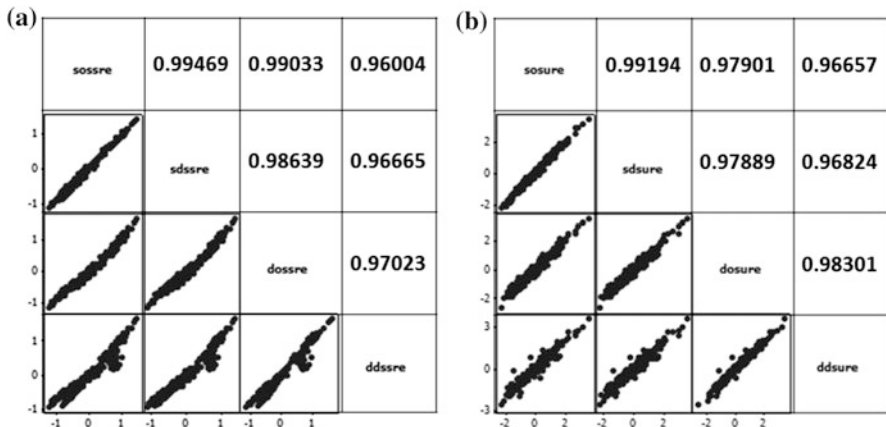 (a)
sossre 0.99469 0.99033 0.96004
1
0
-1
sdssre 0.98639 0.96665
1
0
-1
dossre 0.97023
1
0
-1
ddssre
-1 0 1 -1 0 1 -1 0 1
(b)
sosure 0.99194 0.97901 0.96657
2
0
-2
sdsure 0.97889 0.96824
2
0
-2
dosure 0.98301
3
0
-3
ddsure
-2 0 2 -2 0 2 -2 0 2